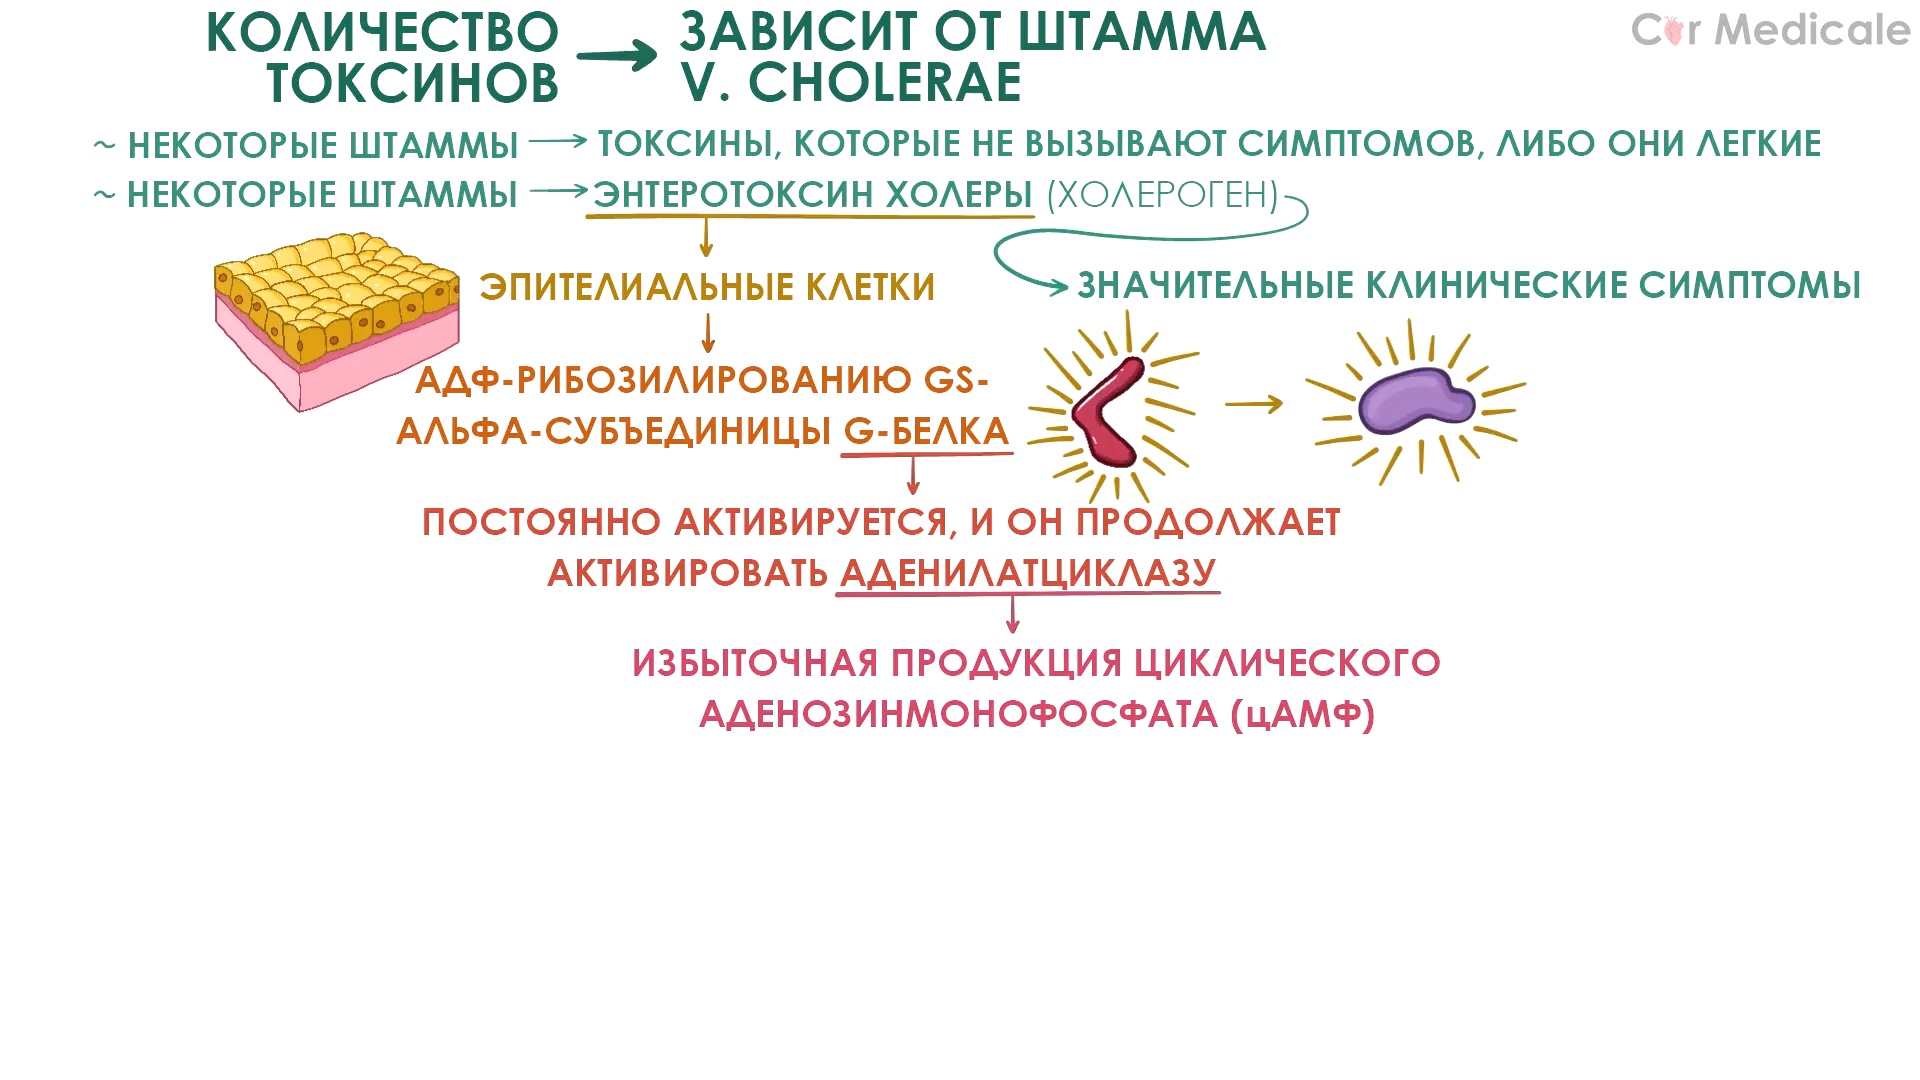 КОЛИЧЕСТВО
ТОКСИНОВ
ЗАВИСИТ ОТ ШТАММА
V. CHOLERAE
Cor Medicale
~ НЕКОТОРЫЕ ШТАММЫ → ТОКСИНЫ, КОТОРЫЕ НЕ ВЫЗЫВАЮТ СИМПТОМОВ, ЛИБО ОНИ ЛЕГКИЕ
~ НЕКОТОРЫЕ ШТАММЫ → ЭНТЕРОТОКСИН ХОЛЕРЫ (ХОЛЕРОГЕН)
ЭПИТЕЛИАЛЬНЫЕ КЛЕТКИ
ЗНАЧИТЕЛЬНЫЕ КЛИНИЧЕСКИЕ СИМПТОМЫ
АДФ-РИБОЗИЛИРОВАНИЮ GS-
АЛЬФА-СУБЪЕДИНИЦЫ G-БЕЛКА
ПОСТОЯННО АКТИВИРУЕТСЯ, И ОН ПРОДОЛЖАЕТ
АКТИВИРОВАТЬ АДЕНИЛАТЦИКЛАЗУ
ИЗБЫТОЧНАЯ ПРОДУКЦИЯ ЦИКЛИЧЕСКОГО
АДЕНОЗИНМОНОФОСФАТА (цАМФ)